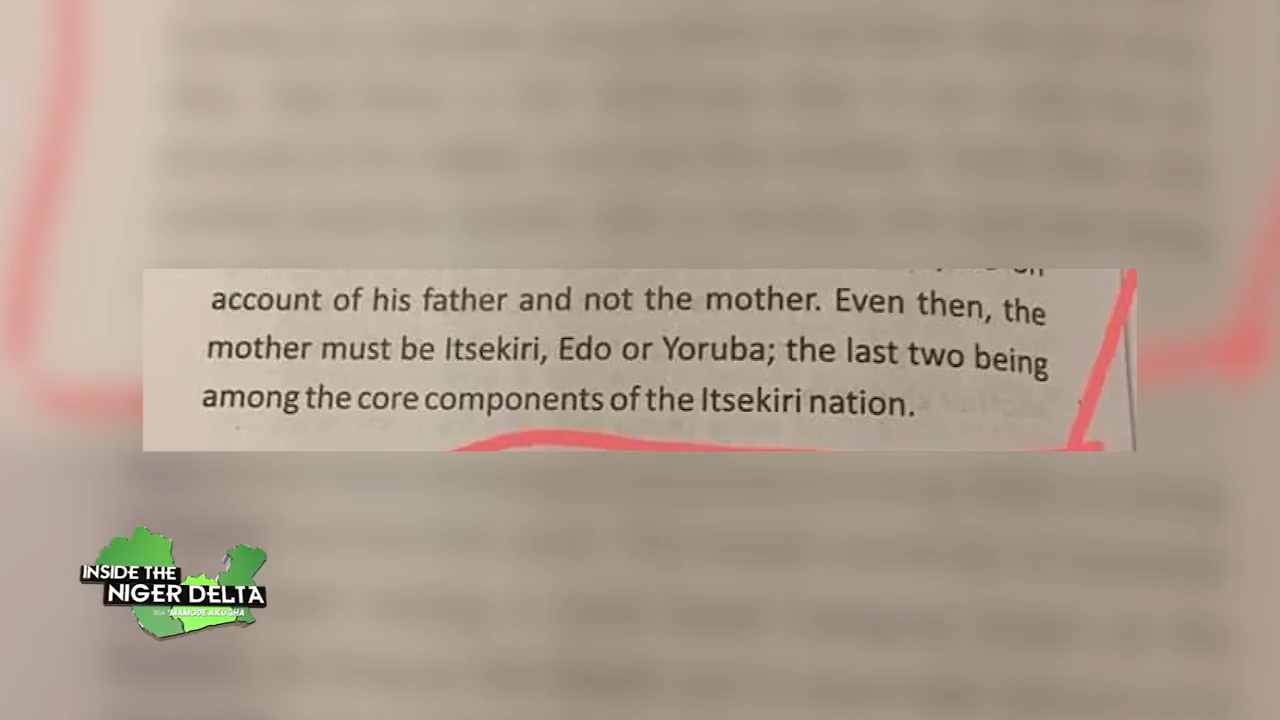 account of his father and not the mother. Even then, the
mother must be Itsekiri, Edo or Yoruba; the last two being
among the core components of the Itsekiri nation.
INSIDE THE
NIGER DELTA
MAMODE AKUGHA